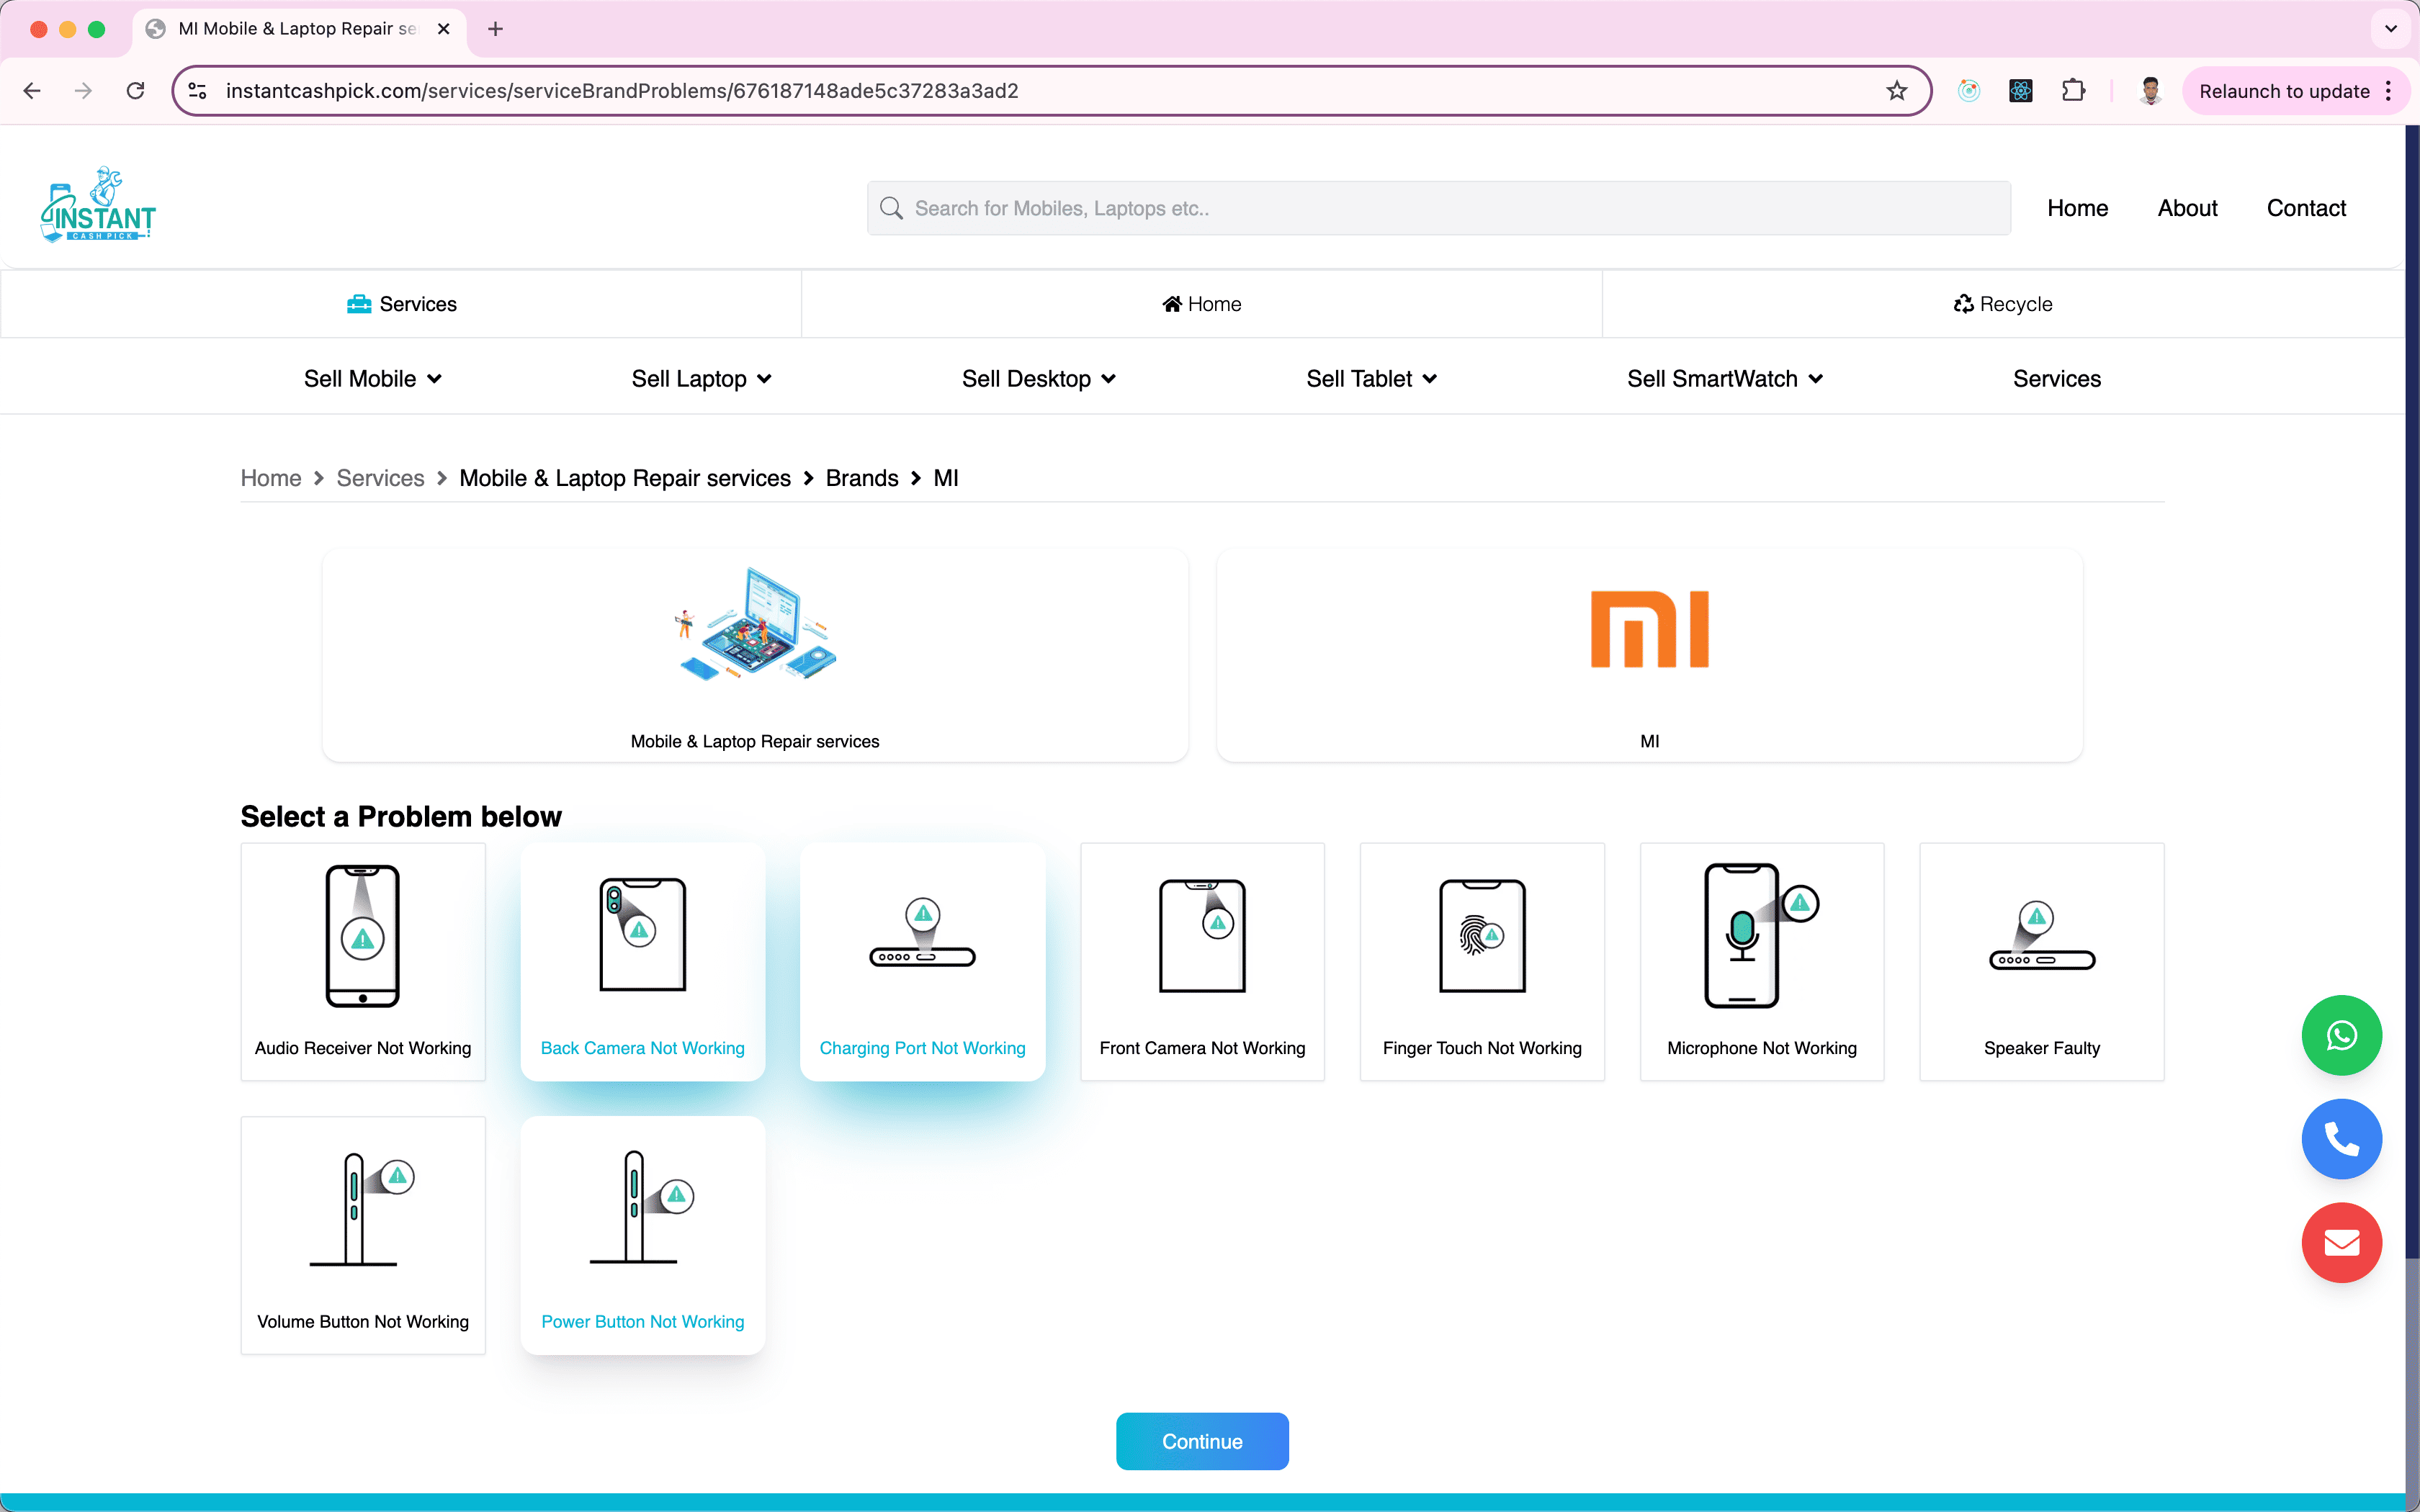 MI Mobile & Laptop Repair se
instantcashpick.com/services/serviceBrandProblems/676187148ade5c37283a3ad2
Relaunch to update
INSTANT
CASH PICK
Search for Mobiles, Laptops etc..
Home About Contact
Services Home Recycle
Sell Mobile Sell Laptop Sell Desktop Sell Tablet Sell SmartWatch Services
Home > Services > Mobile & Laptop Repair services > Brands > MI
MI
Mobile & Laptop Repair services MI
Select a Problem below
Audio Receiver Not Working Back Camera Not Working Charging Port Not Working Front Camera Not Working Finger Touch Not Working Microphone Not Working Speaker Faulty
Volume Button Not Working Power Button Not Working
Continue